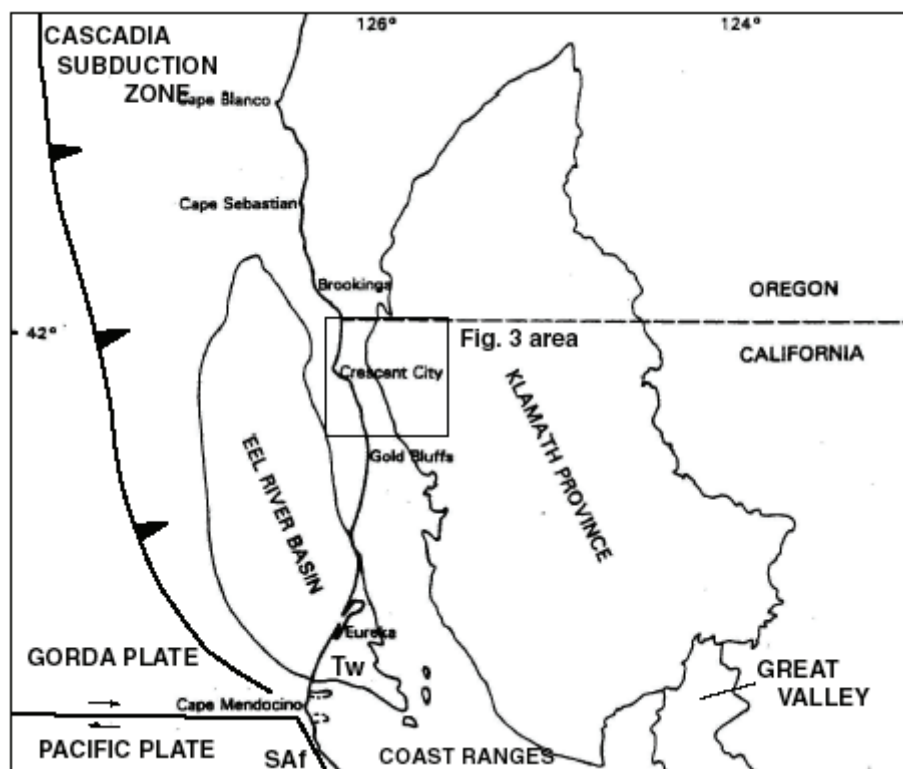 126°
124°
CASCADIA
SUBDUCTION
ZONE
Cape Blanco
Cape Sebastian
Brookings
OREGON
42°
Fig. 3 area
CALIFORNIA
Crescent City
KLAMATH PROVINCE
Gold Bluffs
EEL RIVER BASIN
Eureka
Tw
GORDA PLATE
GREAT
VALLEY
Cape Mendocino
PACIFIC PLATE
SAf
COAST RANGES